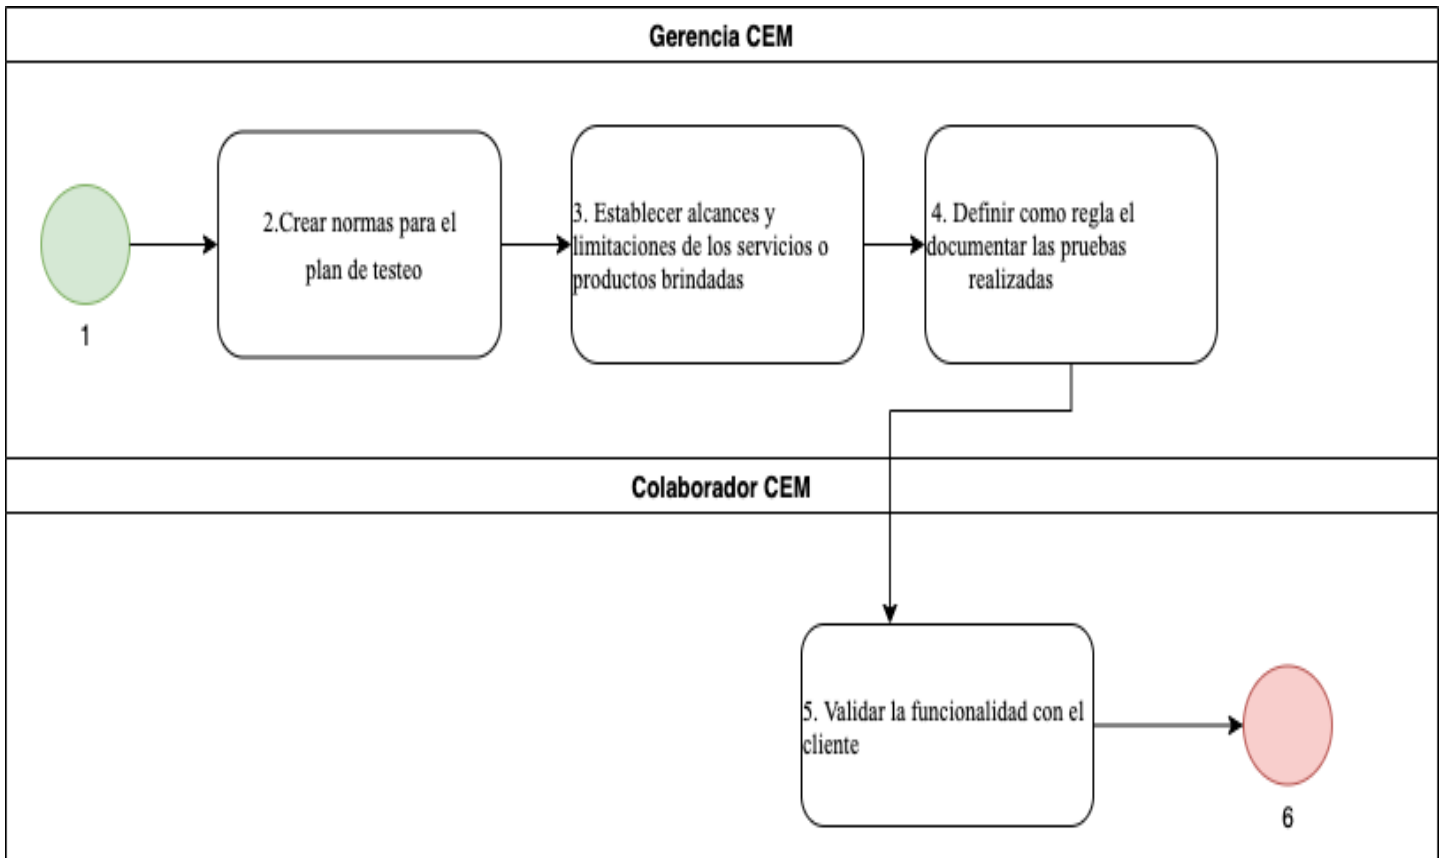 Gerencia CEM
1
2.Crear normas para el
plan de testeo
3. Establecer alcances y
limitaciones de los servicios o
productos brindadas
4. Definir como regla el
documentar las pruebas
realizadas
Colaborador CEM
5. Validar la funcionalidad con el
cliente
6